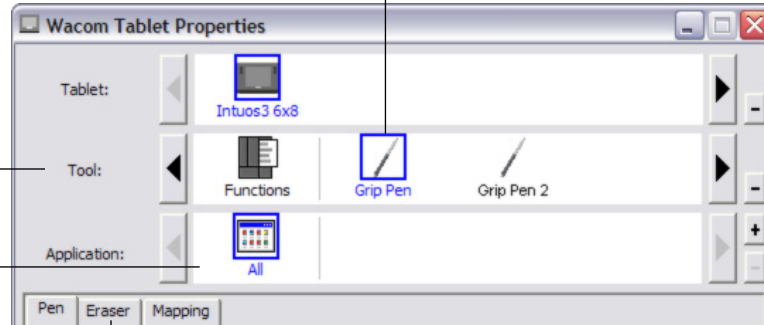 Wacom Tablet Properties
Tablet:
Intuos3 6x8
Tool:
Functions Grip Pen Grip Pen 2
Application:
All
Pen Eraser Mapping